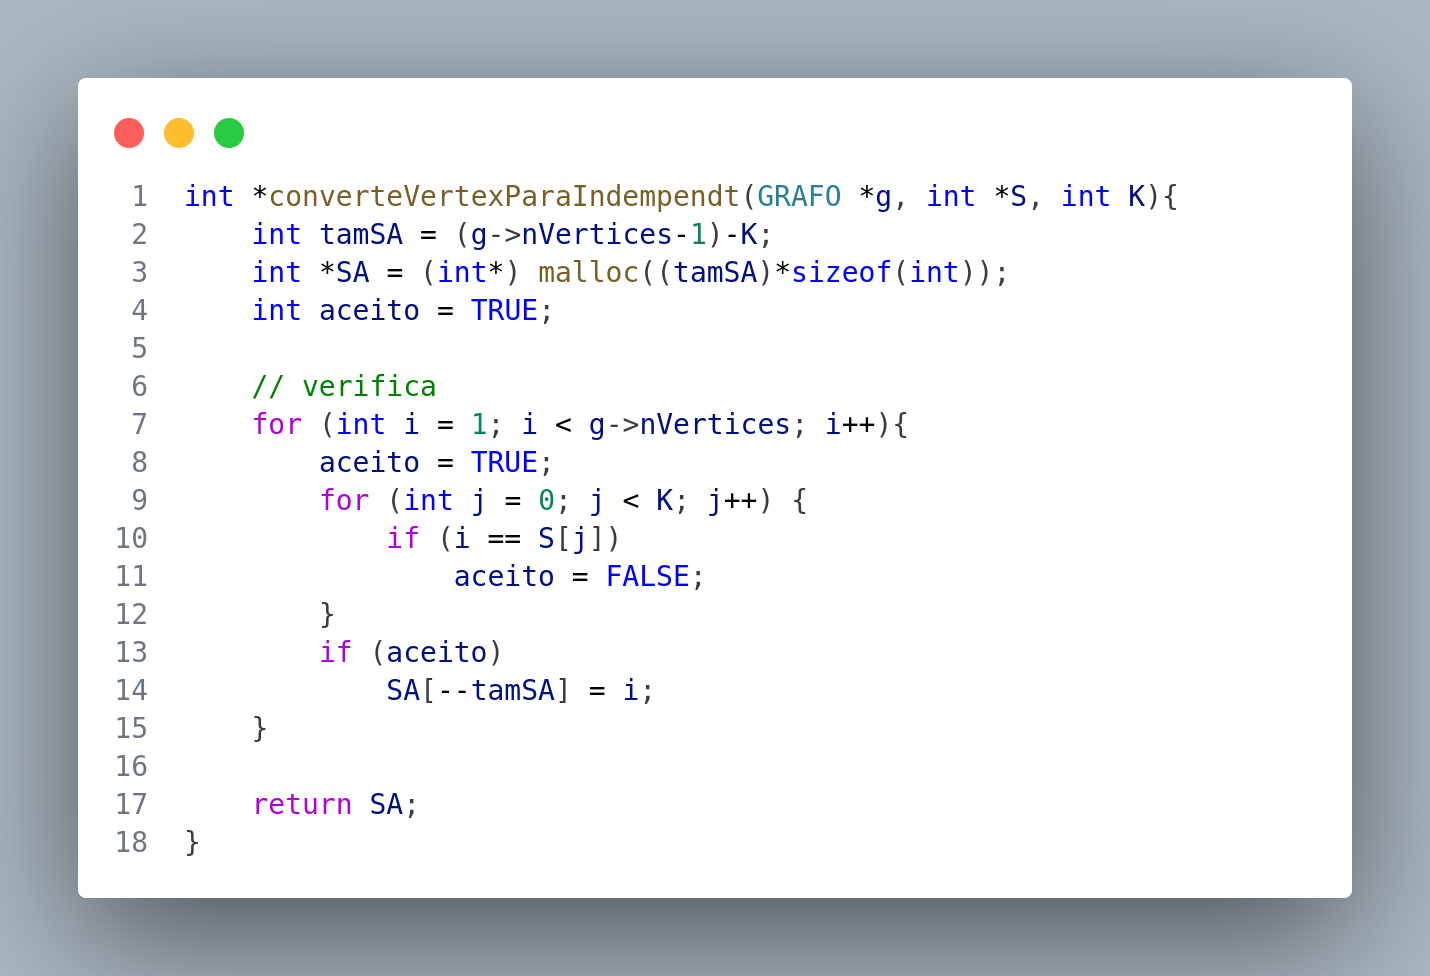 1 int *converteVertexParaIndempendt(GRAFO *g, int *S, int K){
2     int tamSA = (g->nVertices-1)-K;
3     int *SA = (int*) malloc((tamSA)*sizeof(int));
4     int aceito = TRUE;
5
6     // verifica
7     for (int i = 1; i < g->nVertices; i++){
8         aceito = TRUE;
9         for (int j = 0; j < K; j++) {
10             if (i == S[j])
11                 aceito = FALSE;
12         }
13         if (aceito)
14             SA[--tamSA] = i;
15     }
16
17     return SA;
18 }